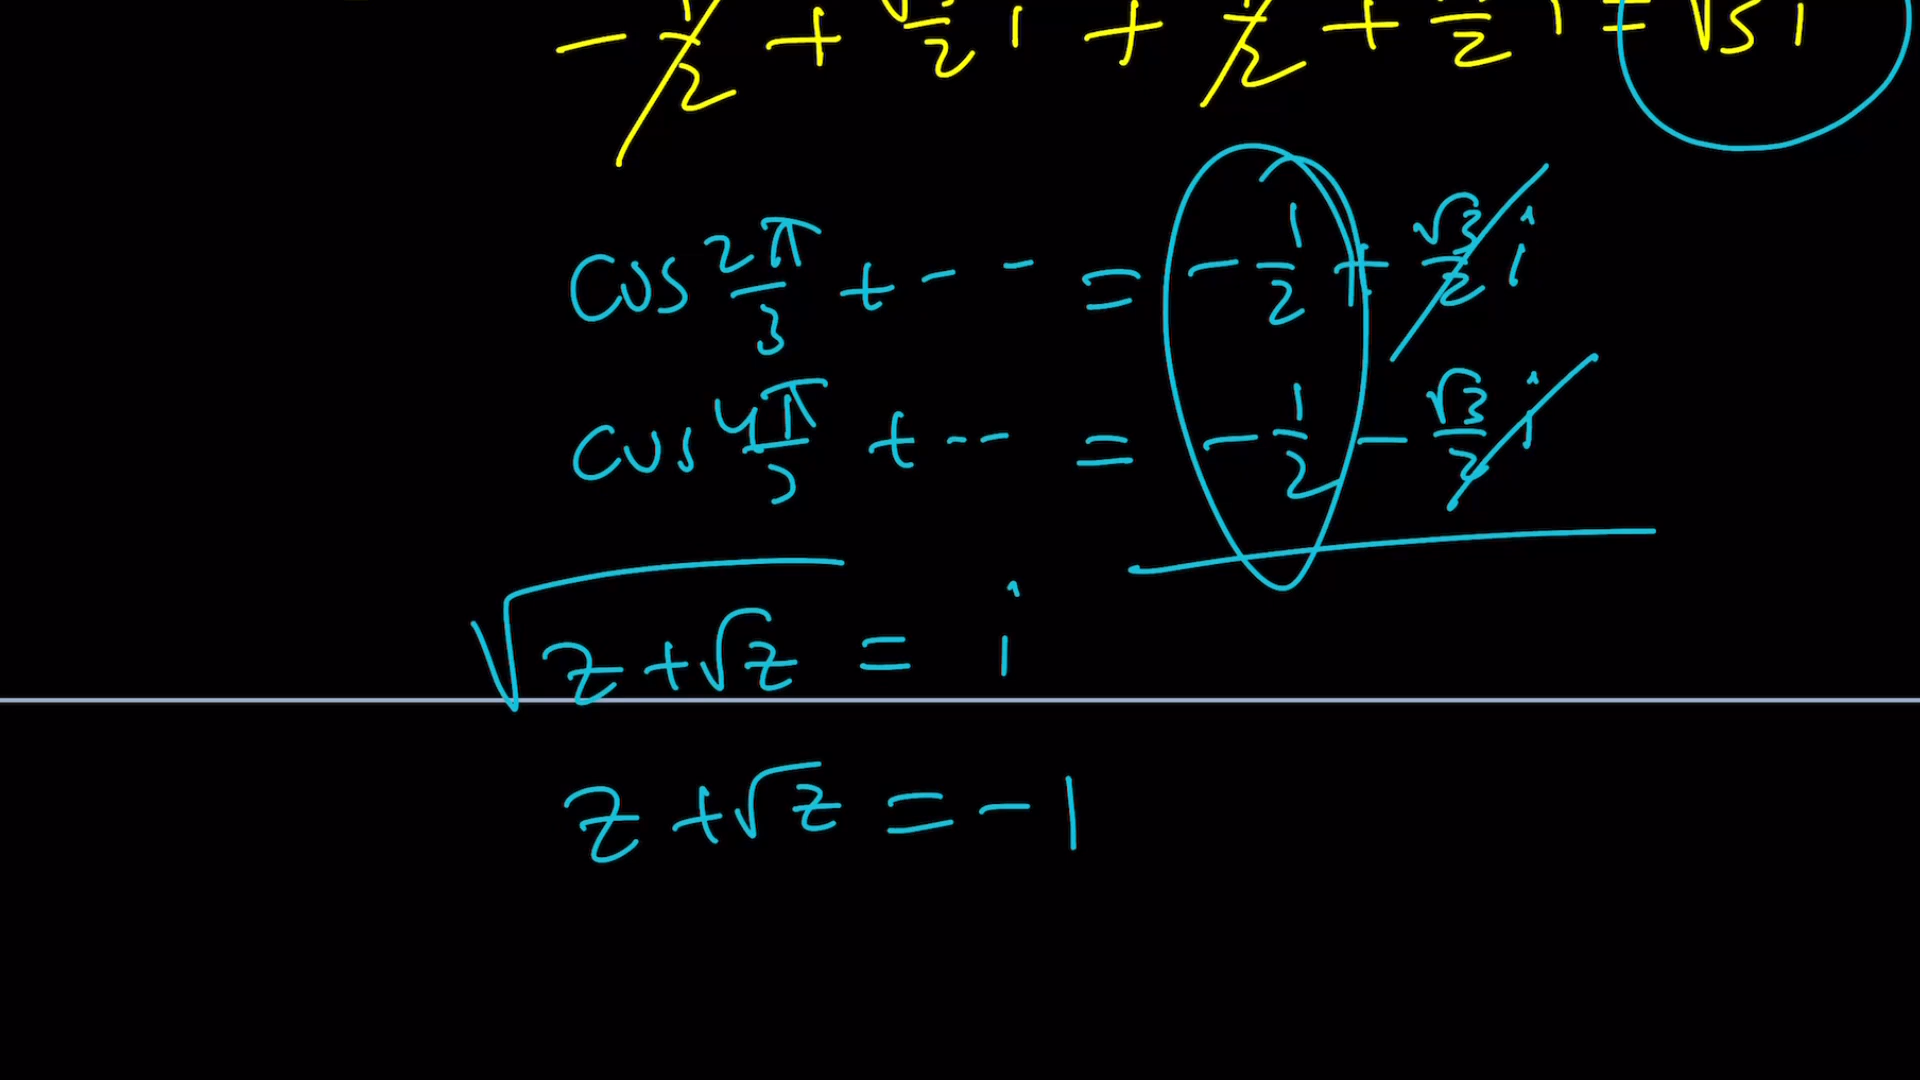 - 1/2 + √3/2 i + 1/2 + √3/2 i = √3 i
cos 2π/3 + -- - = - 1/2 + √3/2 i
cos 4π/3 + --- = - 1/2 - √3/2 i
√(z + √z) = i
z + √z = -1